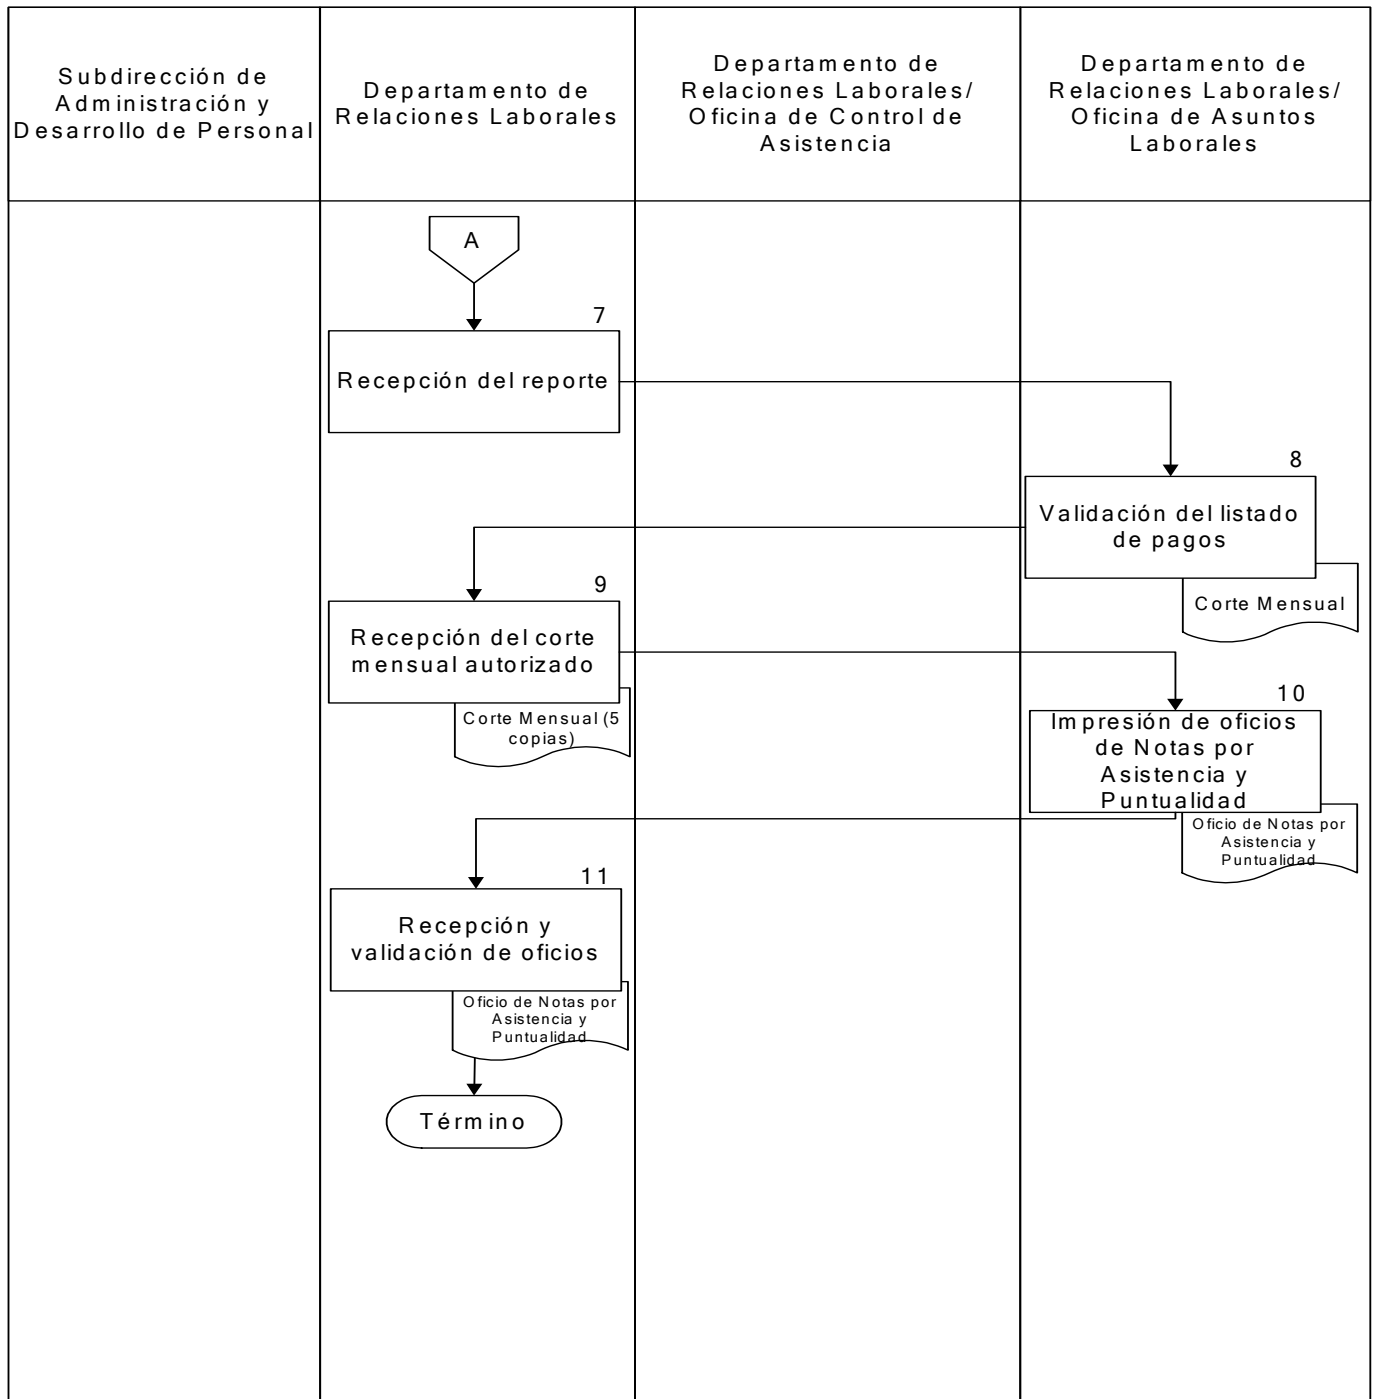 Subdirección de
Administración y
Desarrollo de Personal
Departamento de
Relaciones Laborales
Departamento de
Relaciones Laborales/
Oficina de Control de
Asistencia
Departamento de
Relaciones Laborales/
Oficina de Asuntos
Laborales
A
7
Recepción del reporte
8
Validación del listado
de pagos
Corte Mensual
9
Recepción del corte
mensual autorizado
Corte Mensual (5
copias)
10
Impresión de oficios
de Notas por
Asistencia y
Puntualidad
Oficio de Notas por
Asistencia y
Puntualidad
11
Recepción y
validación de oficios
Oficio de Notas por
Asistencia y
Puntualidad
Término